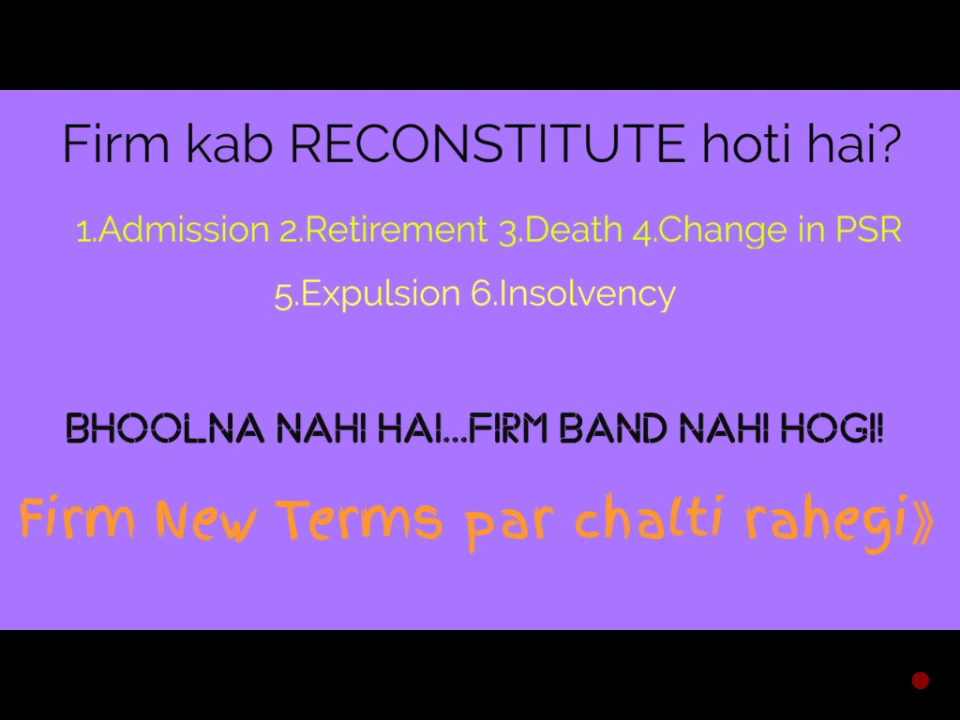 Firm kab RECONSTITUTE hoti hai?
1.Admission 2.Retirement 3.Death 4.Change in PSR
5.Expulsion 6.Insolvency
BHOOLNA NAHI HAI...FIRM BAND NAHI HOGI!!
Firm New Terms par chalti rahegi》